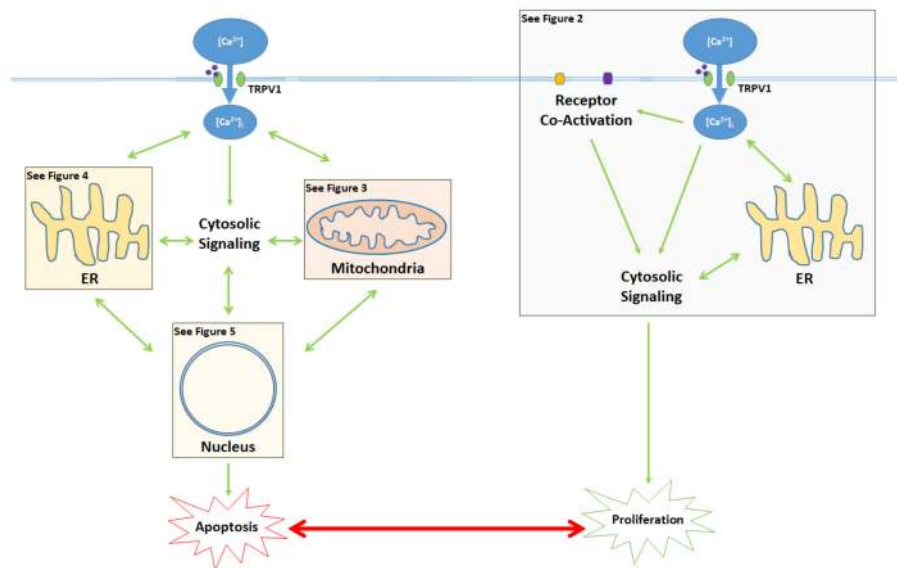 [Ca²⁺]
TRPV1
[Ca²⁺]ᵢ
See Figure 4
ER
Cytosolic
Signaling
See Figure 3
Mitochondria
See Figure 5
Nucleus
Apoptosis
See Figure 2
[Ca²⁺]
TRPV1
Receptor
Co-Activation
[Ca²⁺]ᵢ
Cytosolic
Signaling
ER
Proliferation